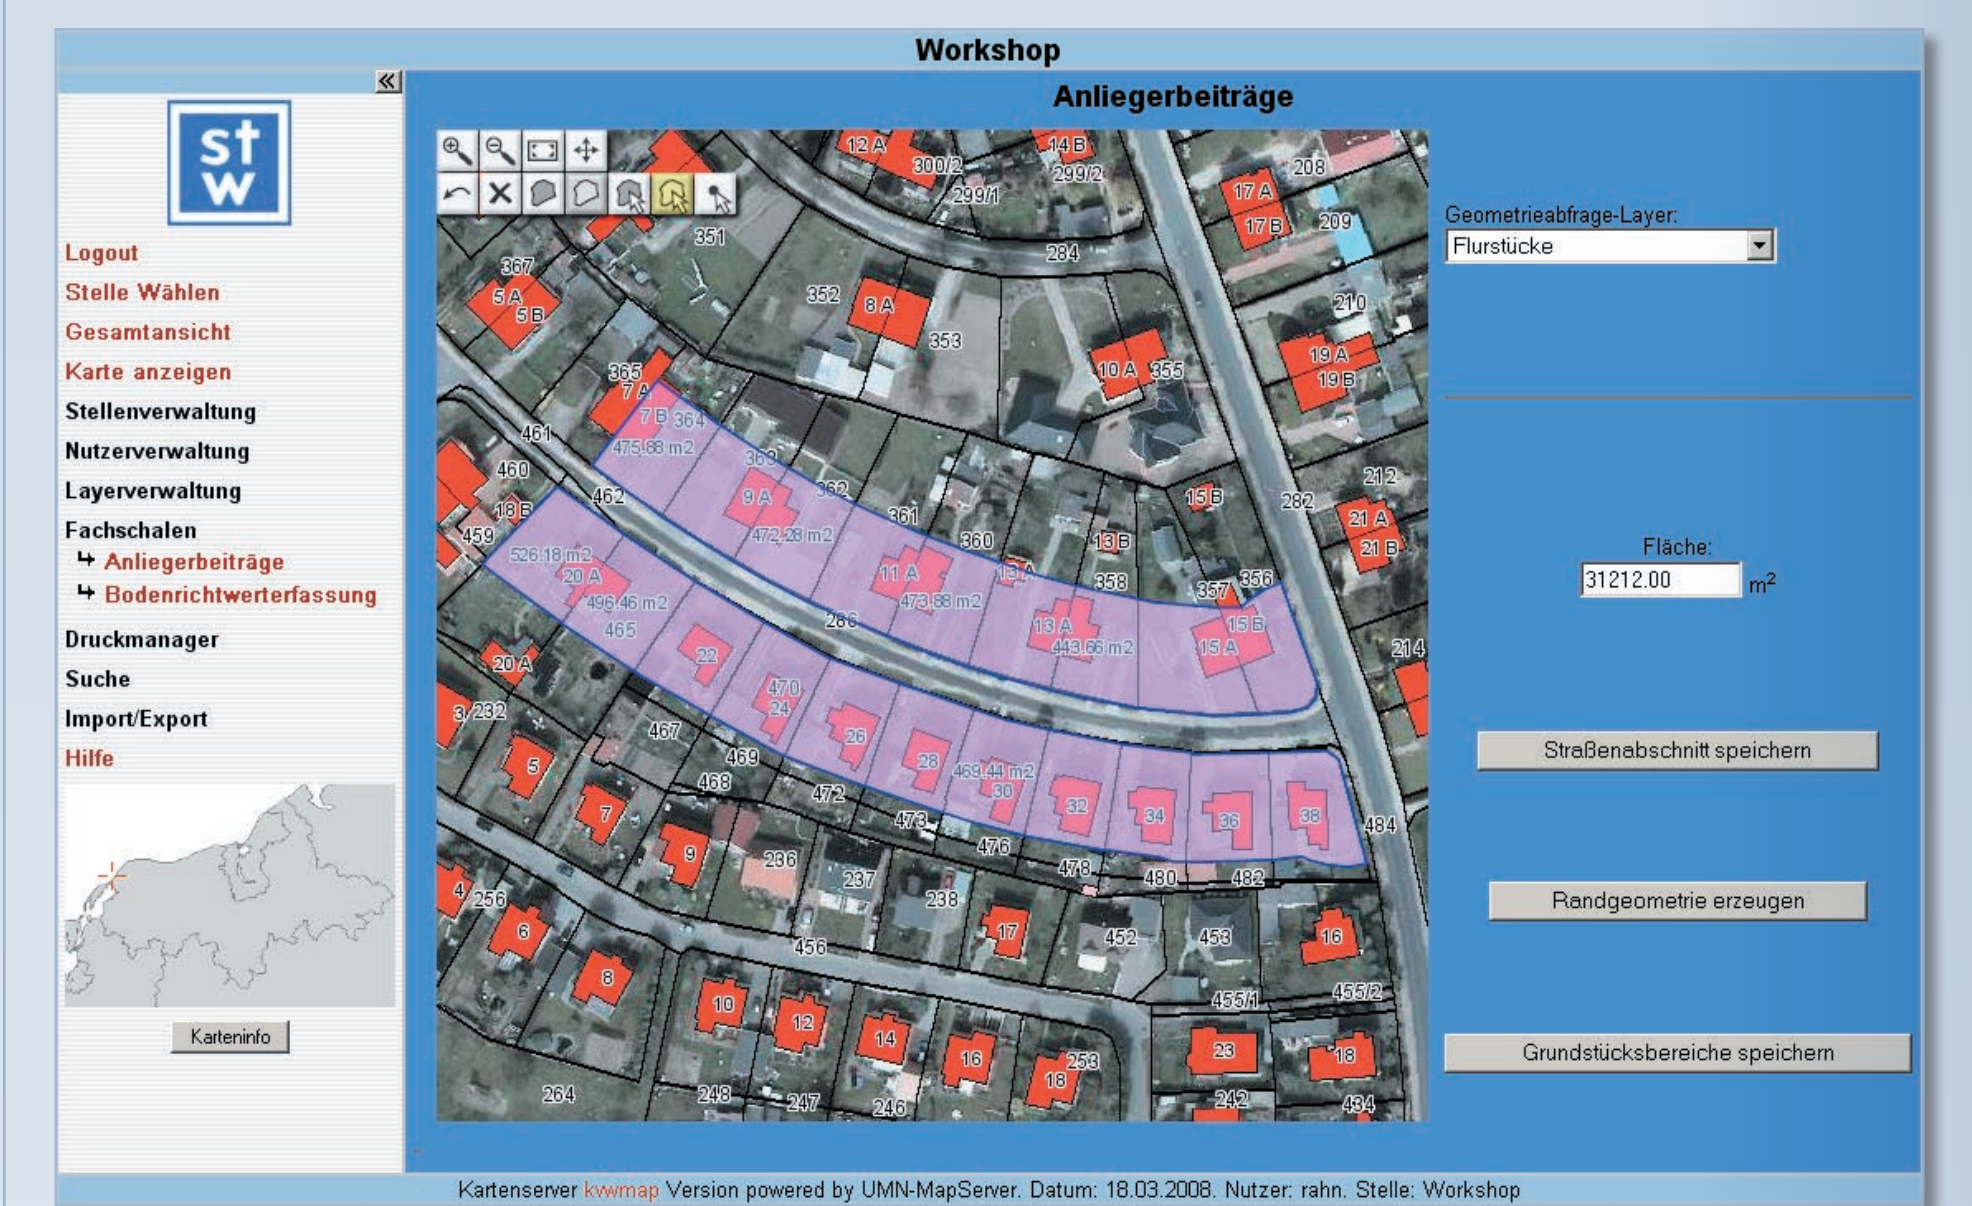 Workshop
«
Anliegerbeiträge
st
w
Logout
Stelle Wählen
Gesamtansicht
Karte anzeigen
Stellenverwaltung
Nutzerverwaltung
Layerverwaltung
Fachschalen
Anliegerbeiträge
Bodenrichtwerterfassung
Druckmanager
Suche
Import/Export
Hilfe
Karteninfo
12 A
14 B
300/2
299/2
299/1
208
17 A
17 B
209
351
284
367
5 A
5 B
352
8 A
210
353
19 A
19 B
365
7 A
10 A
355
7 B
364
461
475.88 m2
363
460
212
462
9 A
362
15 B
282
18 B
361
21 A
459
472.28 m2
360
13 B
21 B
526.18 m2
20 A
11 A
13 A
358
356
357
496.46 m2
473.88 m2
465
286
13 A
15 B
443.66 m2
15 A
214
22
20 A
470
24
3
232
467
26
469
28
5
469.44 m2
468
30
472
32
7
34
36
38
473
484
476
9
236
478
480
482
237
4
256
238
6
17
452
453
16
456
8
455/2
455/1
10
12
14
23
16
253
18
18
264
248
247
246
242
434
Geometrieabfrage-Layer:
Flurstücke
Fläche:
31212.00 m²
Straßenabschnitt speichern
Randgeometrie erzeugen
Grundstücksbereiche speichern
Kartenserver kvwmap Version powered by UMN-MapServer. Datum: 18.03.2008. Nutzer: rahn. Stelle: Workshop